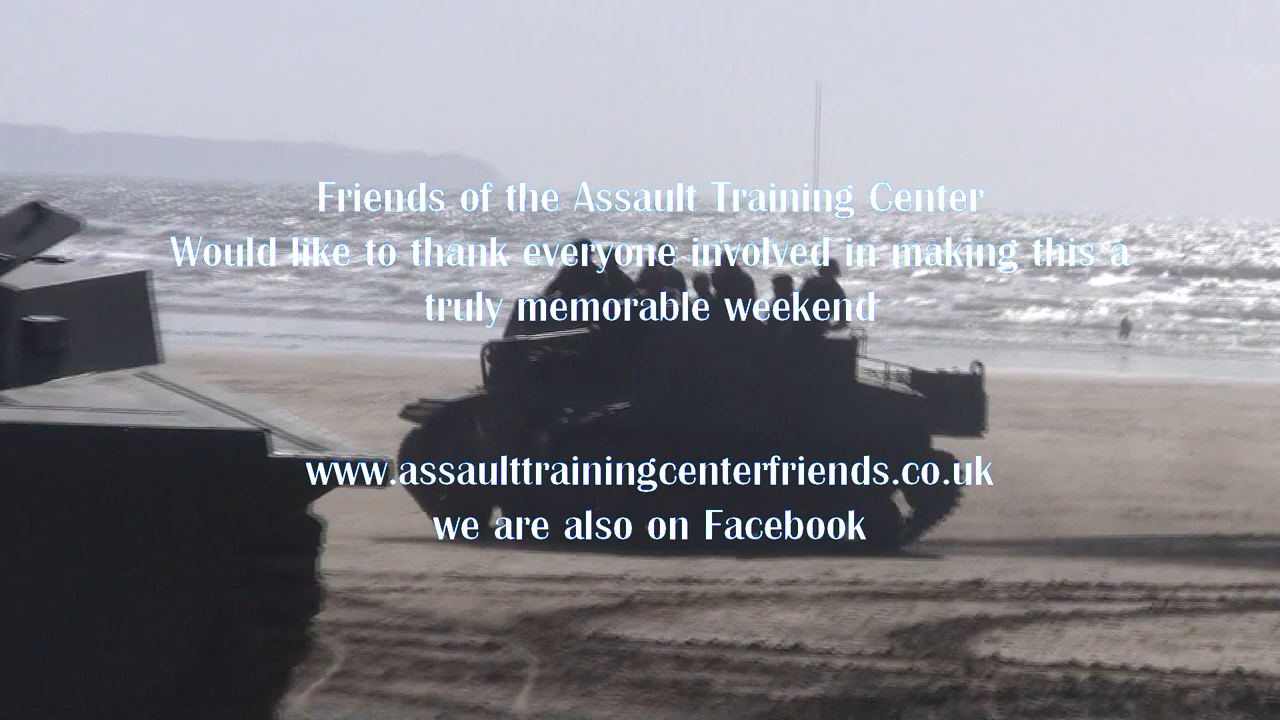 Friends of the Assault Training Center
Would like to thank everyone involved in making this a
truly memorable weekend
www.assaulttrainingcenterfriends.co.uk
we are also on Facebook